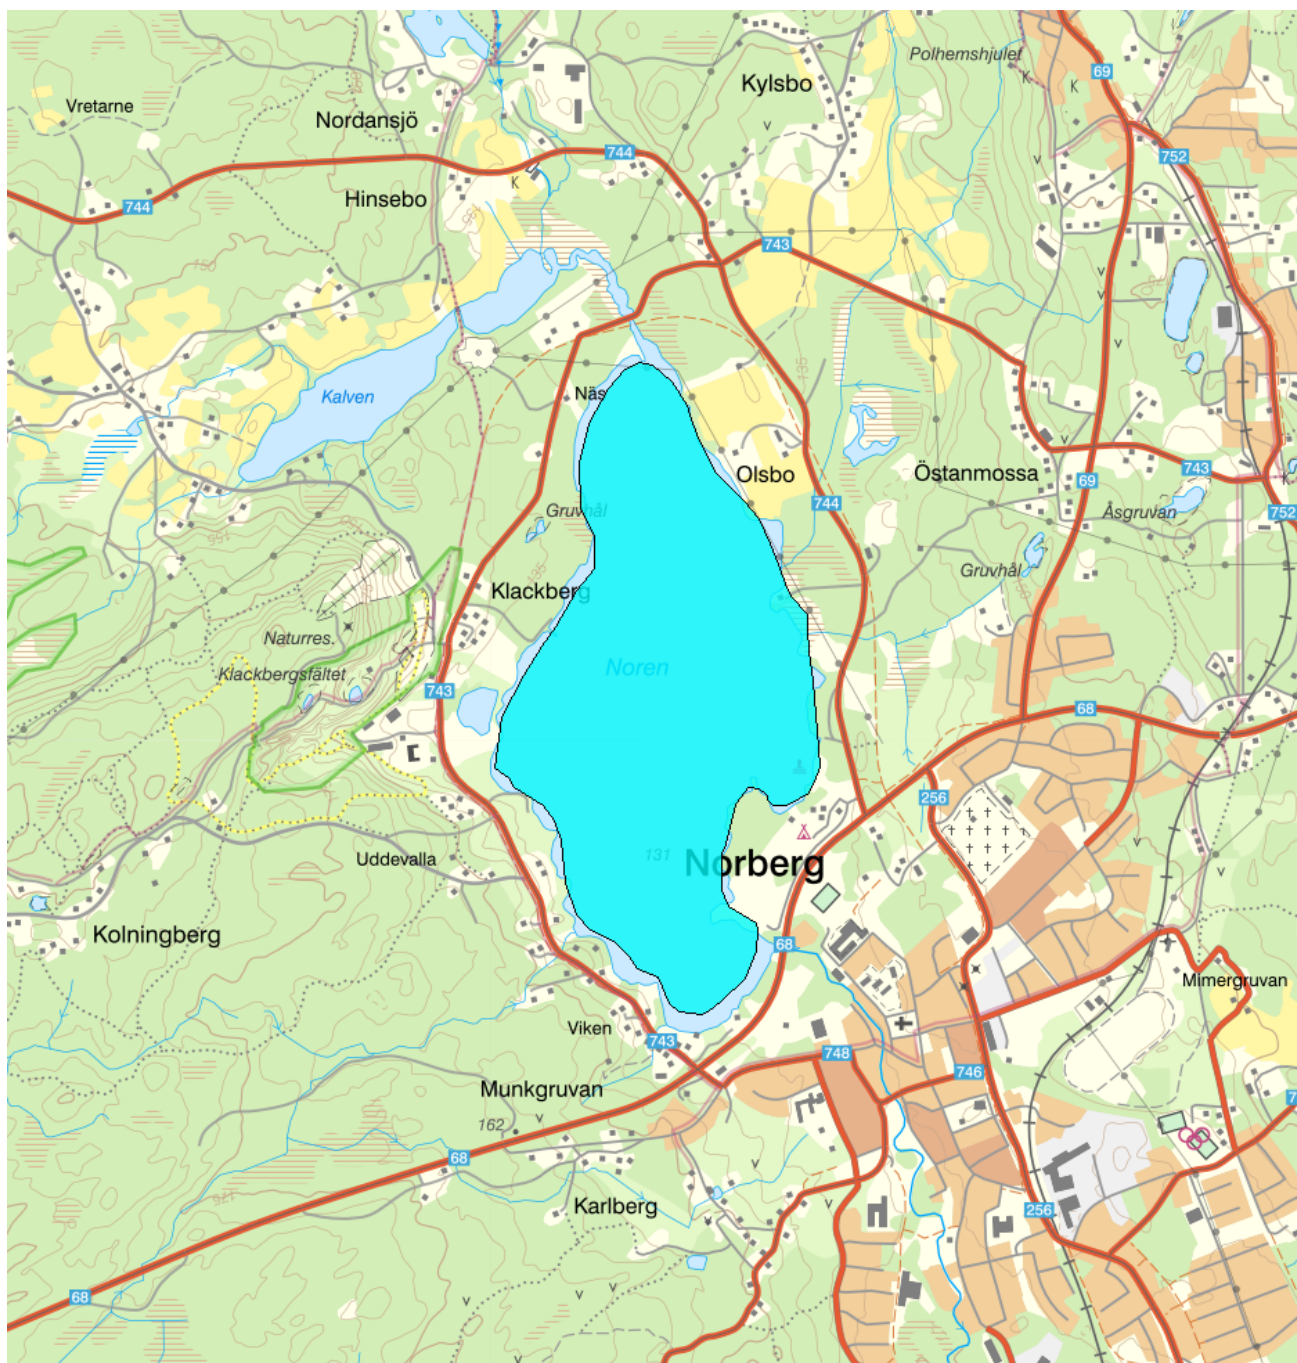 Polhemshjulet
K
K
69
Kylsbo
Vretarne
Nordansjö
744
752
K
Hinsebo
744
743
Kalven
Näs
Olsbo
Östanmossa
743
K
69
744
Gruvhål
Åsgruvan
752
Gruvhål
Klackberg
Naturres.
Klackbergsfältet
Noren
743
68
256
Uddevalla
131
Norberg
Kolningberg
68
Mimergruvan
Viken
743
748
746
Munkgruvan
162
68
Karlberg
256
68